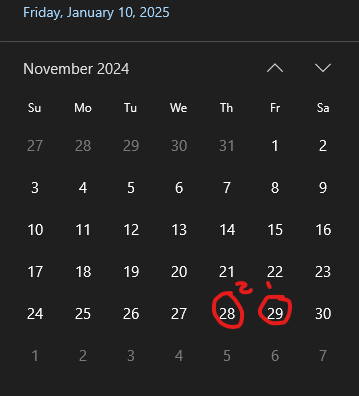 Friday, January 10, 2025
November 2024
Su Mo Tu We Th Fr Sa
27 28 29 30 31 1 2
3 4 5 6 7 8 9
10 11 12 13 14 15 16
17 18 19 20 21 22 23
2
24 25 26 27 28 29 30
1 2 3 4 5 6 7